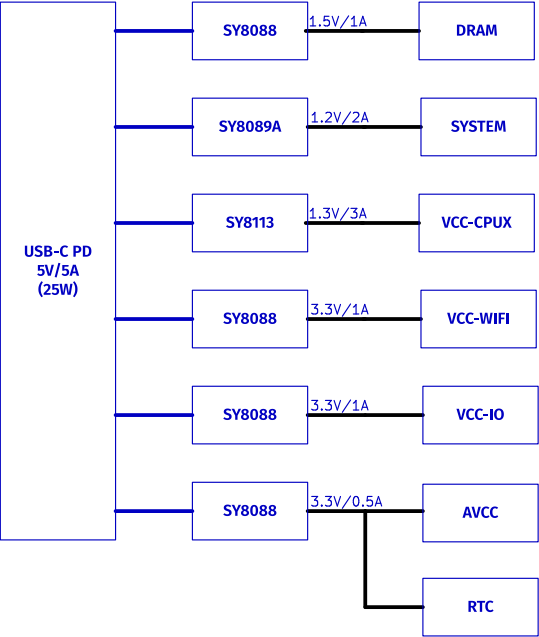 SY8088
1.5V/1A
DRAM
SY8089A
1.2V/2A
SYSTEM
SY8113
1.3V/3A
VCC-CPUX
USB-C PD
5V/5A
(25W)
SY8088
3.3V/1A
VCC-WIFI
SY8088
3.3V/1A
VCC-IO
SY8088
3.3V/0.5A
AVCC
RTC